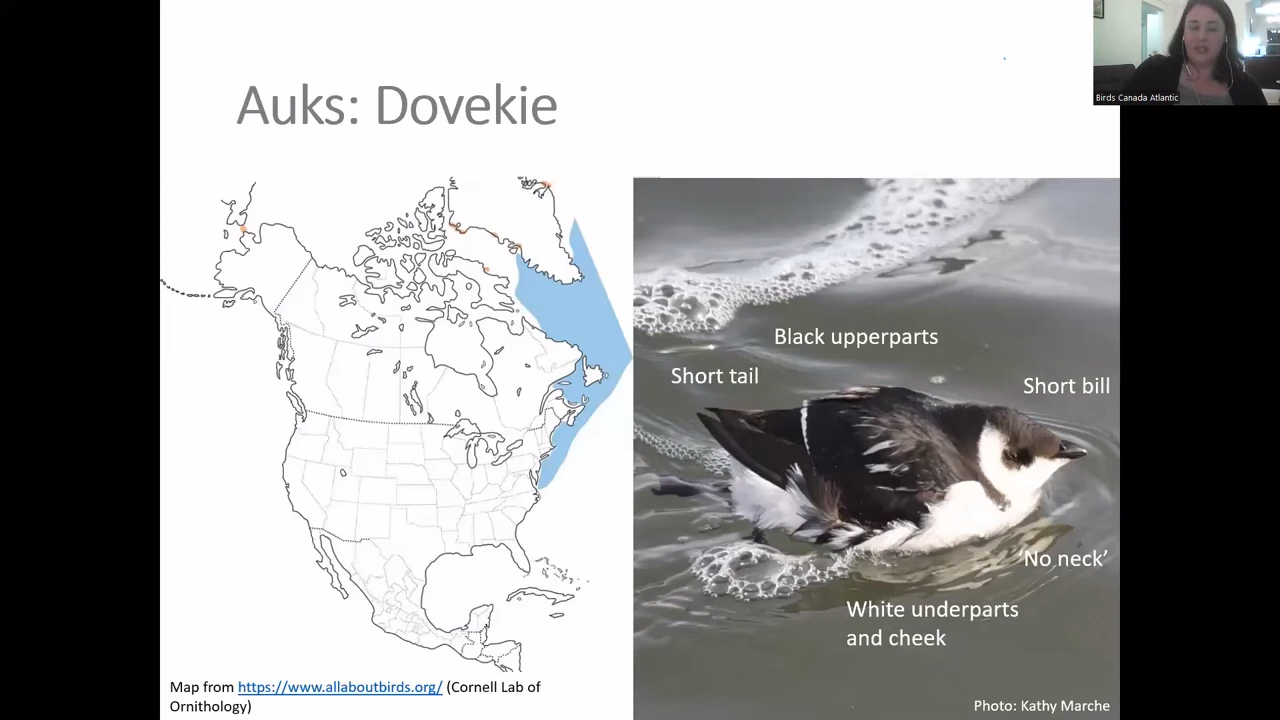 Birds Canada Atlantic
Auks: Dovekie
Black upperparts
Short tail
Short bill
'No neck'
White underparts
and cheek
Map from https://www.allaboutbirds.org/ (Cornell Lab of
Ornithology)
Photo: Kathy Marche